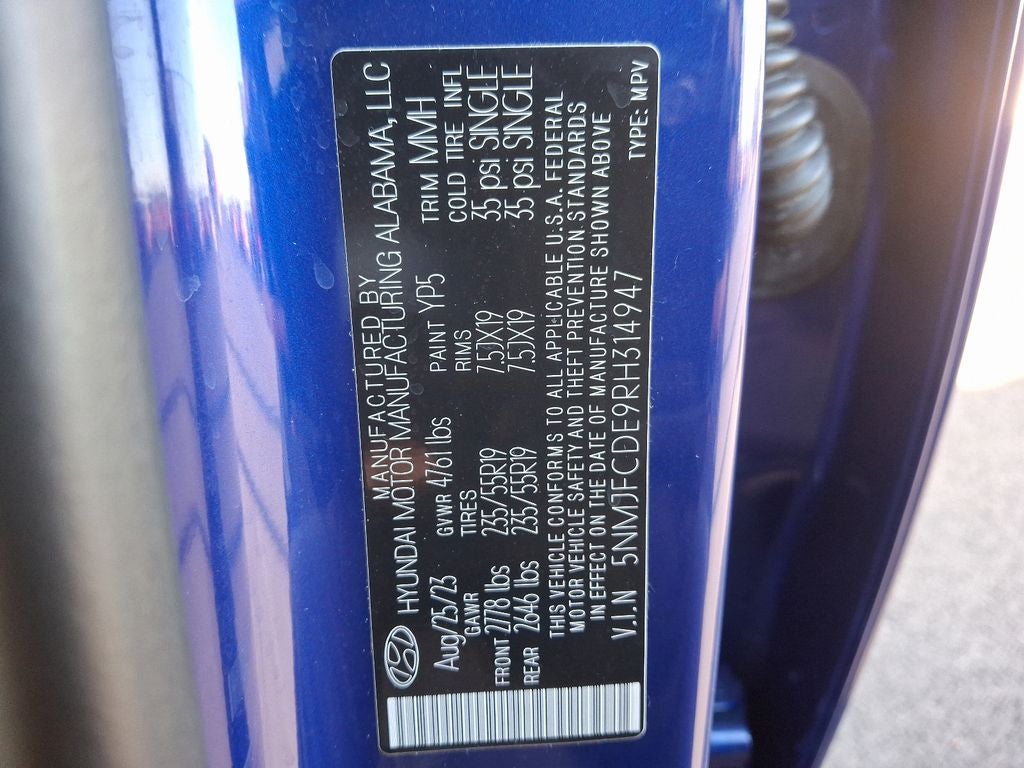 MANUFACTURED BY
HYUNDAI MOTOR MANUFACTURING ALABAMA, LLC
Aug/25/23 GVWR 4761 lbs PAINT YP5 TRIM MMH
GAWR TIRES RIMS COLD TIRE INFL
FRONT 2778 lbs 235/55R19 7.5JX19 35 psi SINGLE
REAR 2646 lbs 235/55R19 7.5JX19 35 psi SINGLE
THIS VEHICLE CONFORMS TO ALL APPLICABLE U.S.A. FEDERAL
MOTOR VEHICLE SAFETY AND THEFT PREVENTION STANDARDS
IN EFFECT ON THE DATE OF MANUFACTURE SHOWN ABOVE
V.I.N 5NMJFCDE9RH314947 TYPE: MPV